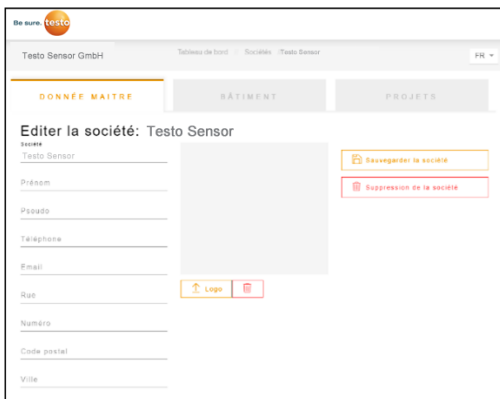 Be sure. testo
Testo Sensor GmbH
Tableau de bord / Sociétés /Testo Sensor
FR
DONNÉE MAITRE
BÂTIMENT
PROJETS
Editer la société: Testo Sensor
Société
Testo Sensor
Prénom
Pseudo
Téléphone
Email
Rue
Numéro
Code postal
Ville
Logo
Sauvegarder la société
Suppression de la société